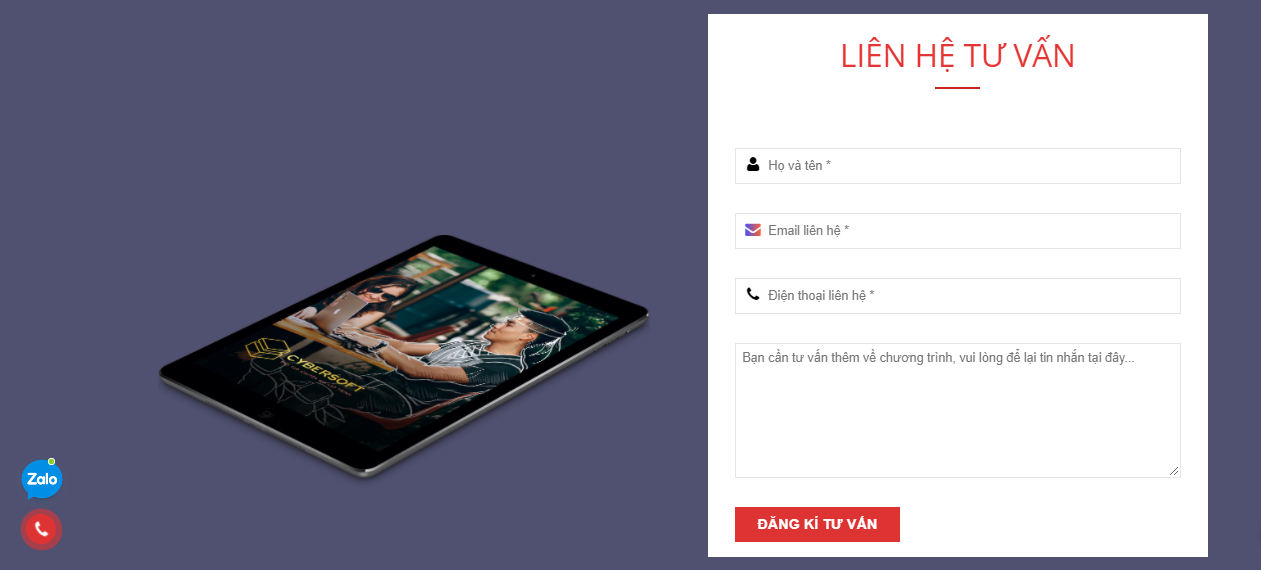 LIÊN HỆ TƯ VẤN
Họ và tên *
Email liên hệ *
Điện thoại liên hệ *
Bạn cần tư vấn thêm về chương trình, vui lòng để lại tin nhắn tại đây...
ĐĂNG KÍ TƯ VẤN
CYBERSOFT
Zalo